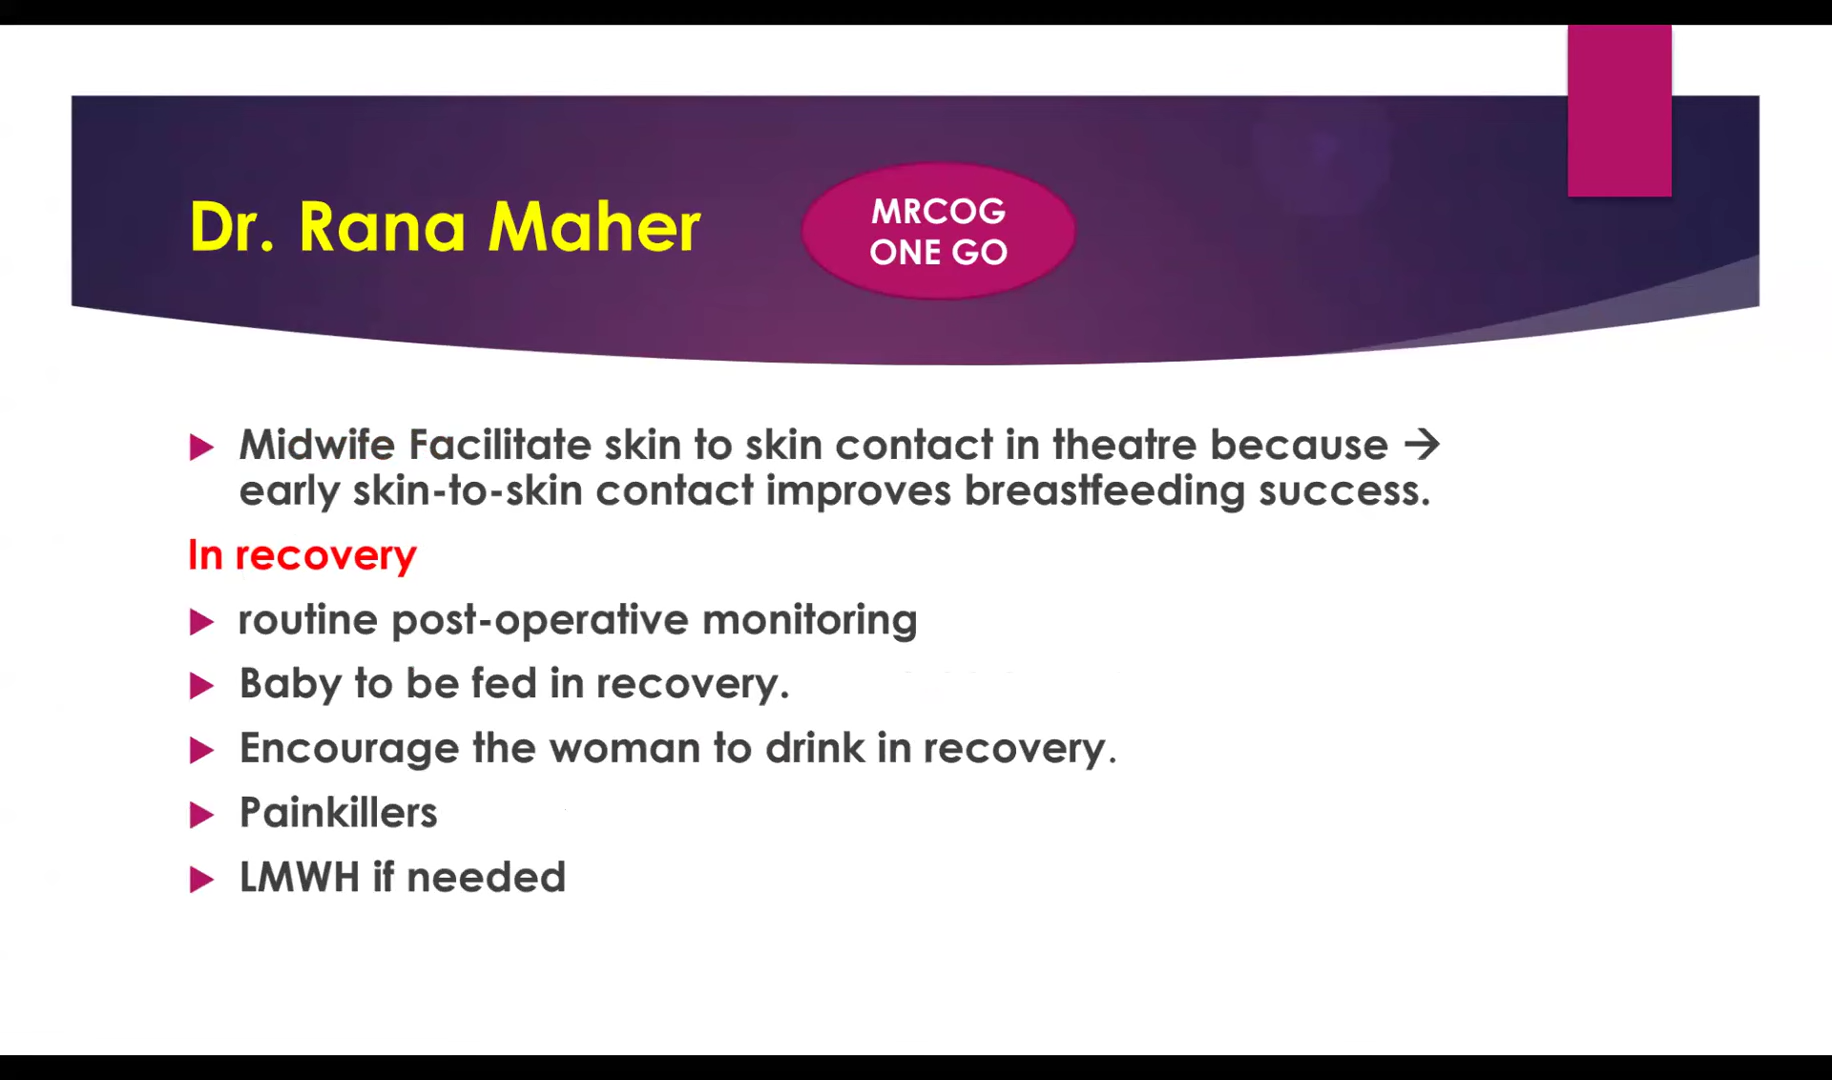 Dr. Rana Maher
MRCOG
ONE GO
Midwife Facilitate skin to skin contact in theatre because →
early skin-to-skin contact improves breastfeeding success.
In recovery
routine post-operative monitoring
Baby to be fed in recovery.
Encourage the woman to drink in recovery.
Painkillers
LMWH if needed